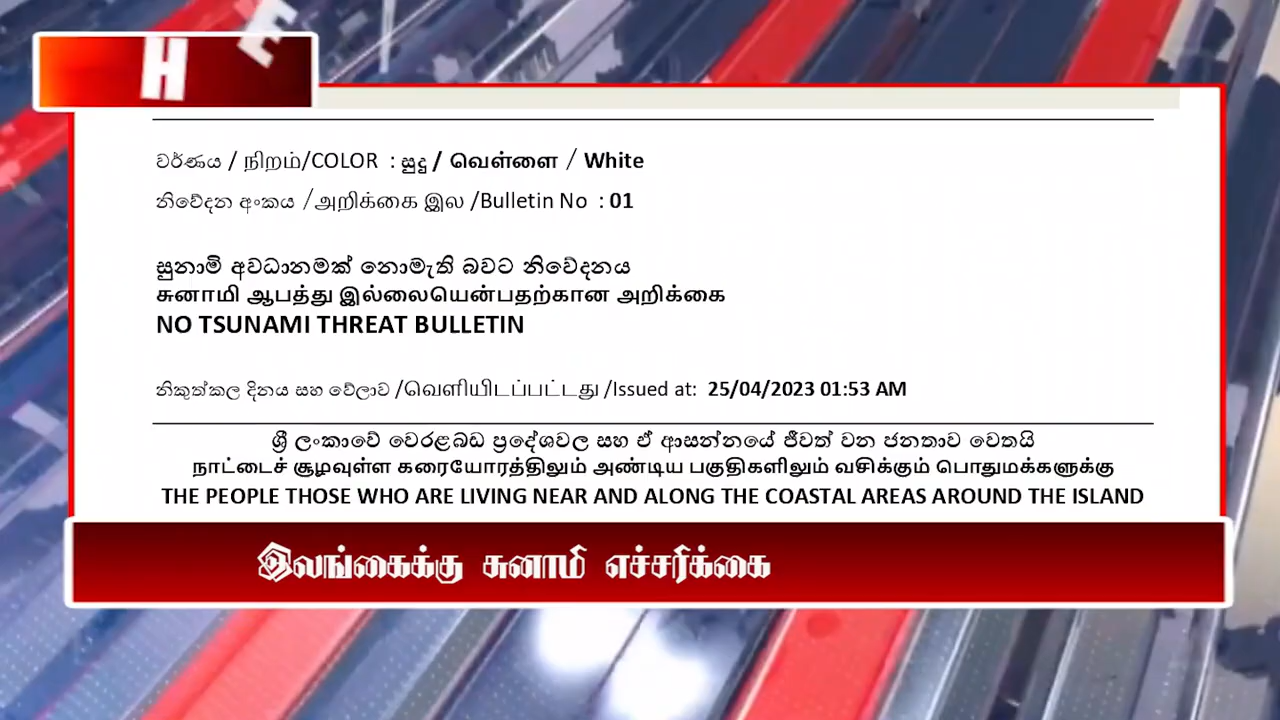 H E
වර්ණය / நிறம்/COLOR : සුදු / வெள்ளை / White
නිවේදන අංකය /அறிக்கை இல /Bulletin No : 01
සුනාමි අවධානමක් නොමැති බවට නිවේදනය
சுனாமி ஆபத்து இல்லையென்பதற்கான அறிக்கை
NO TSUNAMI THREAT BULLETIN
නිකුත්කල දිනය සහ වේලාව /வெளியிடப்பட்டது /Issued at: 25/04/2023 01:53 AM
ශ්‍රී ලංකාවේ වෙරළබඩ ප්‍රදේශවල සහ ඒ ආසන්නයේ ජීවත් වන ජනතාව වෙතයි
நாட்டைச் சூழவுள்ள கரையோரத்திலும் அண்டிய பகுதிகளிலும் வசிக்கும் பொதுமக்களுக்கு
THE PEOPLE THOSE WHO ARE LIVING NEAR AND ALONG THE COASTAL AREAS AROUND THE ISLAND
இலங்கைக்கு சுனாமி எச்சரிக்கை